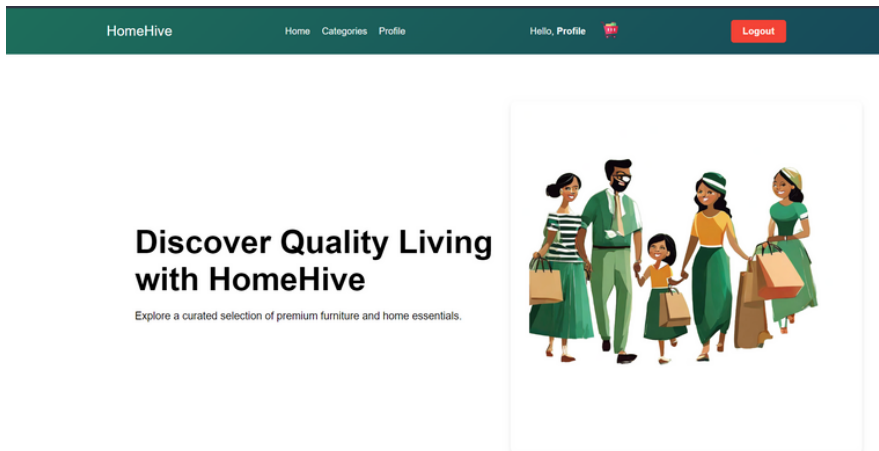 HomeHive
Home Categories Profile
Hello, Profile
Logout
Discover Quality Living
with HomeHive
Explore a curated selection of premium furniture and home essentials.